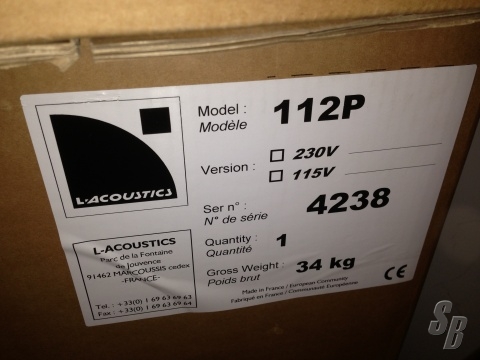 L-ACOUSTICS
Model : 112P
Modèle
Version : 230V
115V
Ser n° : 4238
N° de série
Quantity : 1
Quantité
Gross Weight : 34 kg
Poids brut
Made in France / European Community
Fabriqué en France / Communauté Européenne
CE
L-ACOUSTICS
Parc de la Fontaine
de Jouvence
91462 MARCOUSSIS cedex
-FRANCE-
Tel. : +33(0) 1 69 63 69 63
Fax : +33(0) 1 69 63 69 64
SB